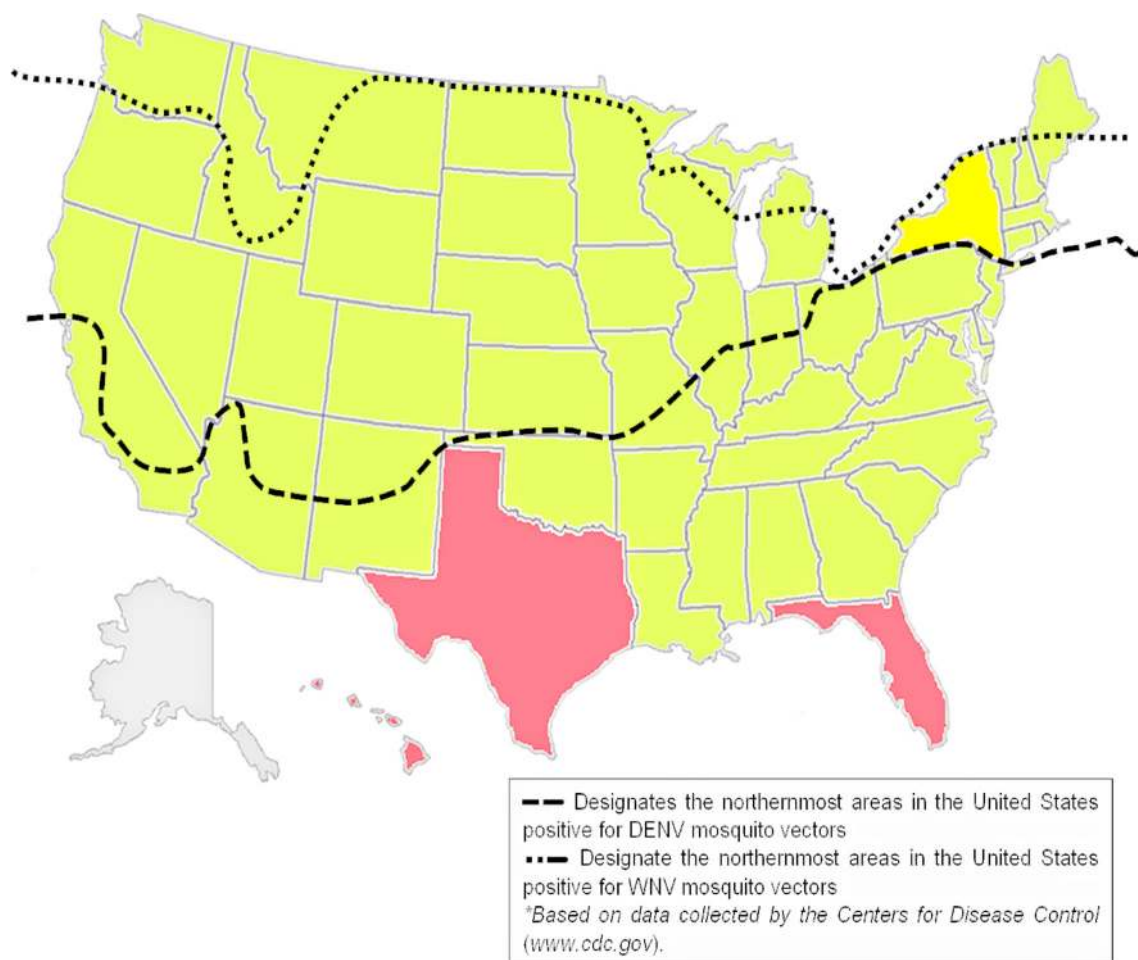 Designates the northernmost areas in the United States
positive for DENV mosquito vectors
Designate the northernmost areas in the United States
positive for WNV mosquito vectors
*Based on data collected by the Centers for Disease Control
(www.cdc.gov).